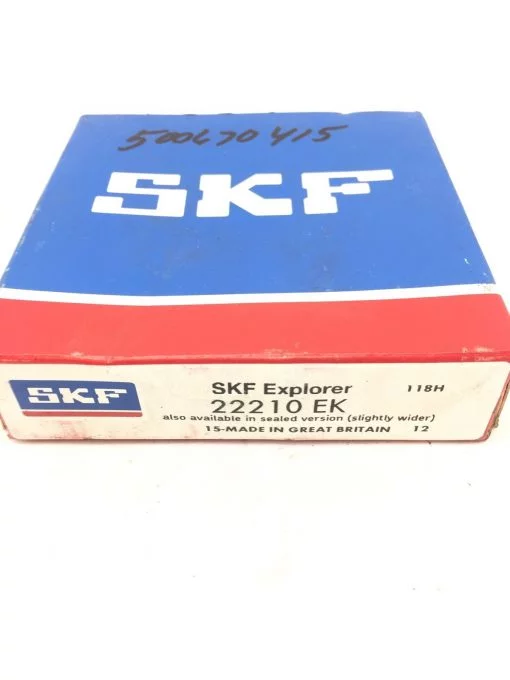 500670415
SKF
SKF
SKF Explorer 118H
22210 EK
also available in sealed version (slightly wider)
15-MADE IN GREAT BRITAIN 12